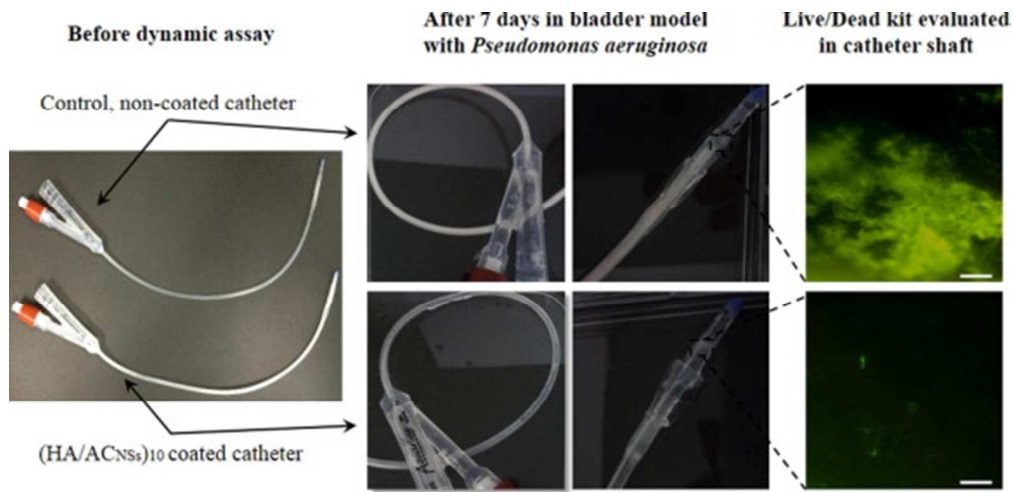 Before dynamic assay
After 7 days in bladder model
with Pseudomonas aeruginosa
Live/Dead kit evaluated
in catheter shaft
Control, non-coated catheter
(HA/ACNSs)10 coated catheter